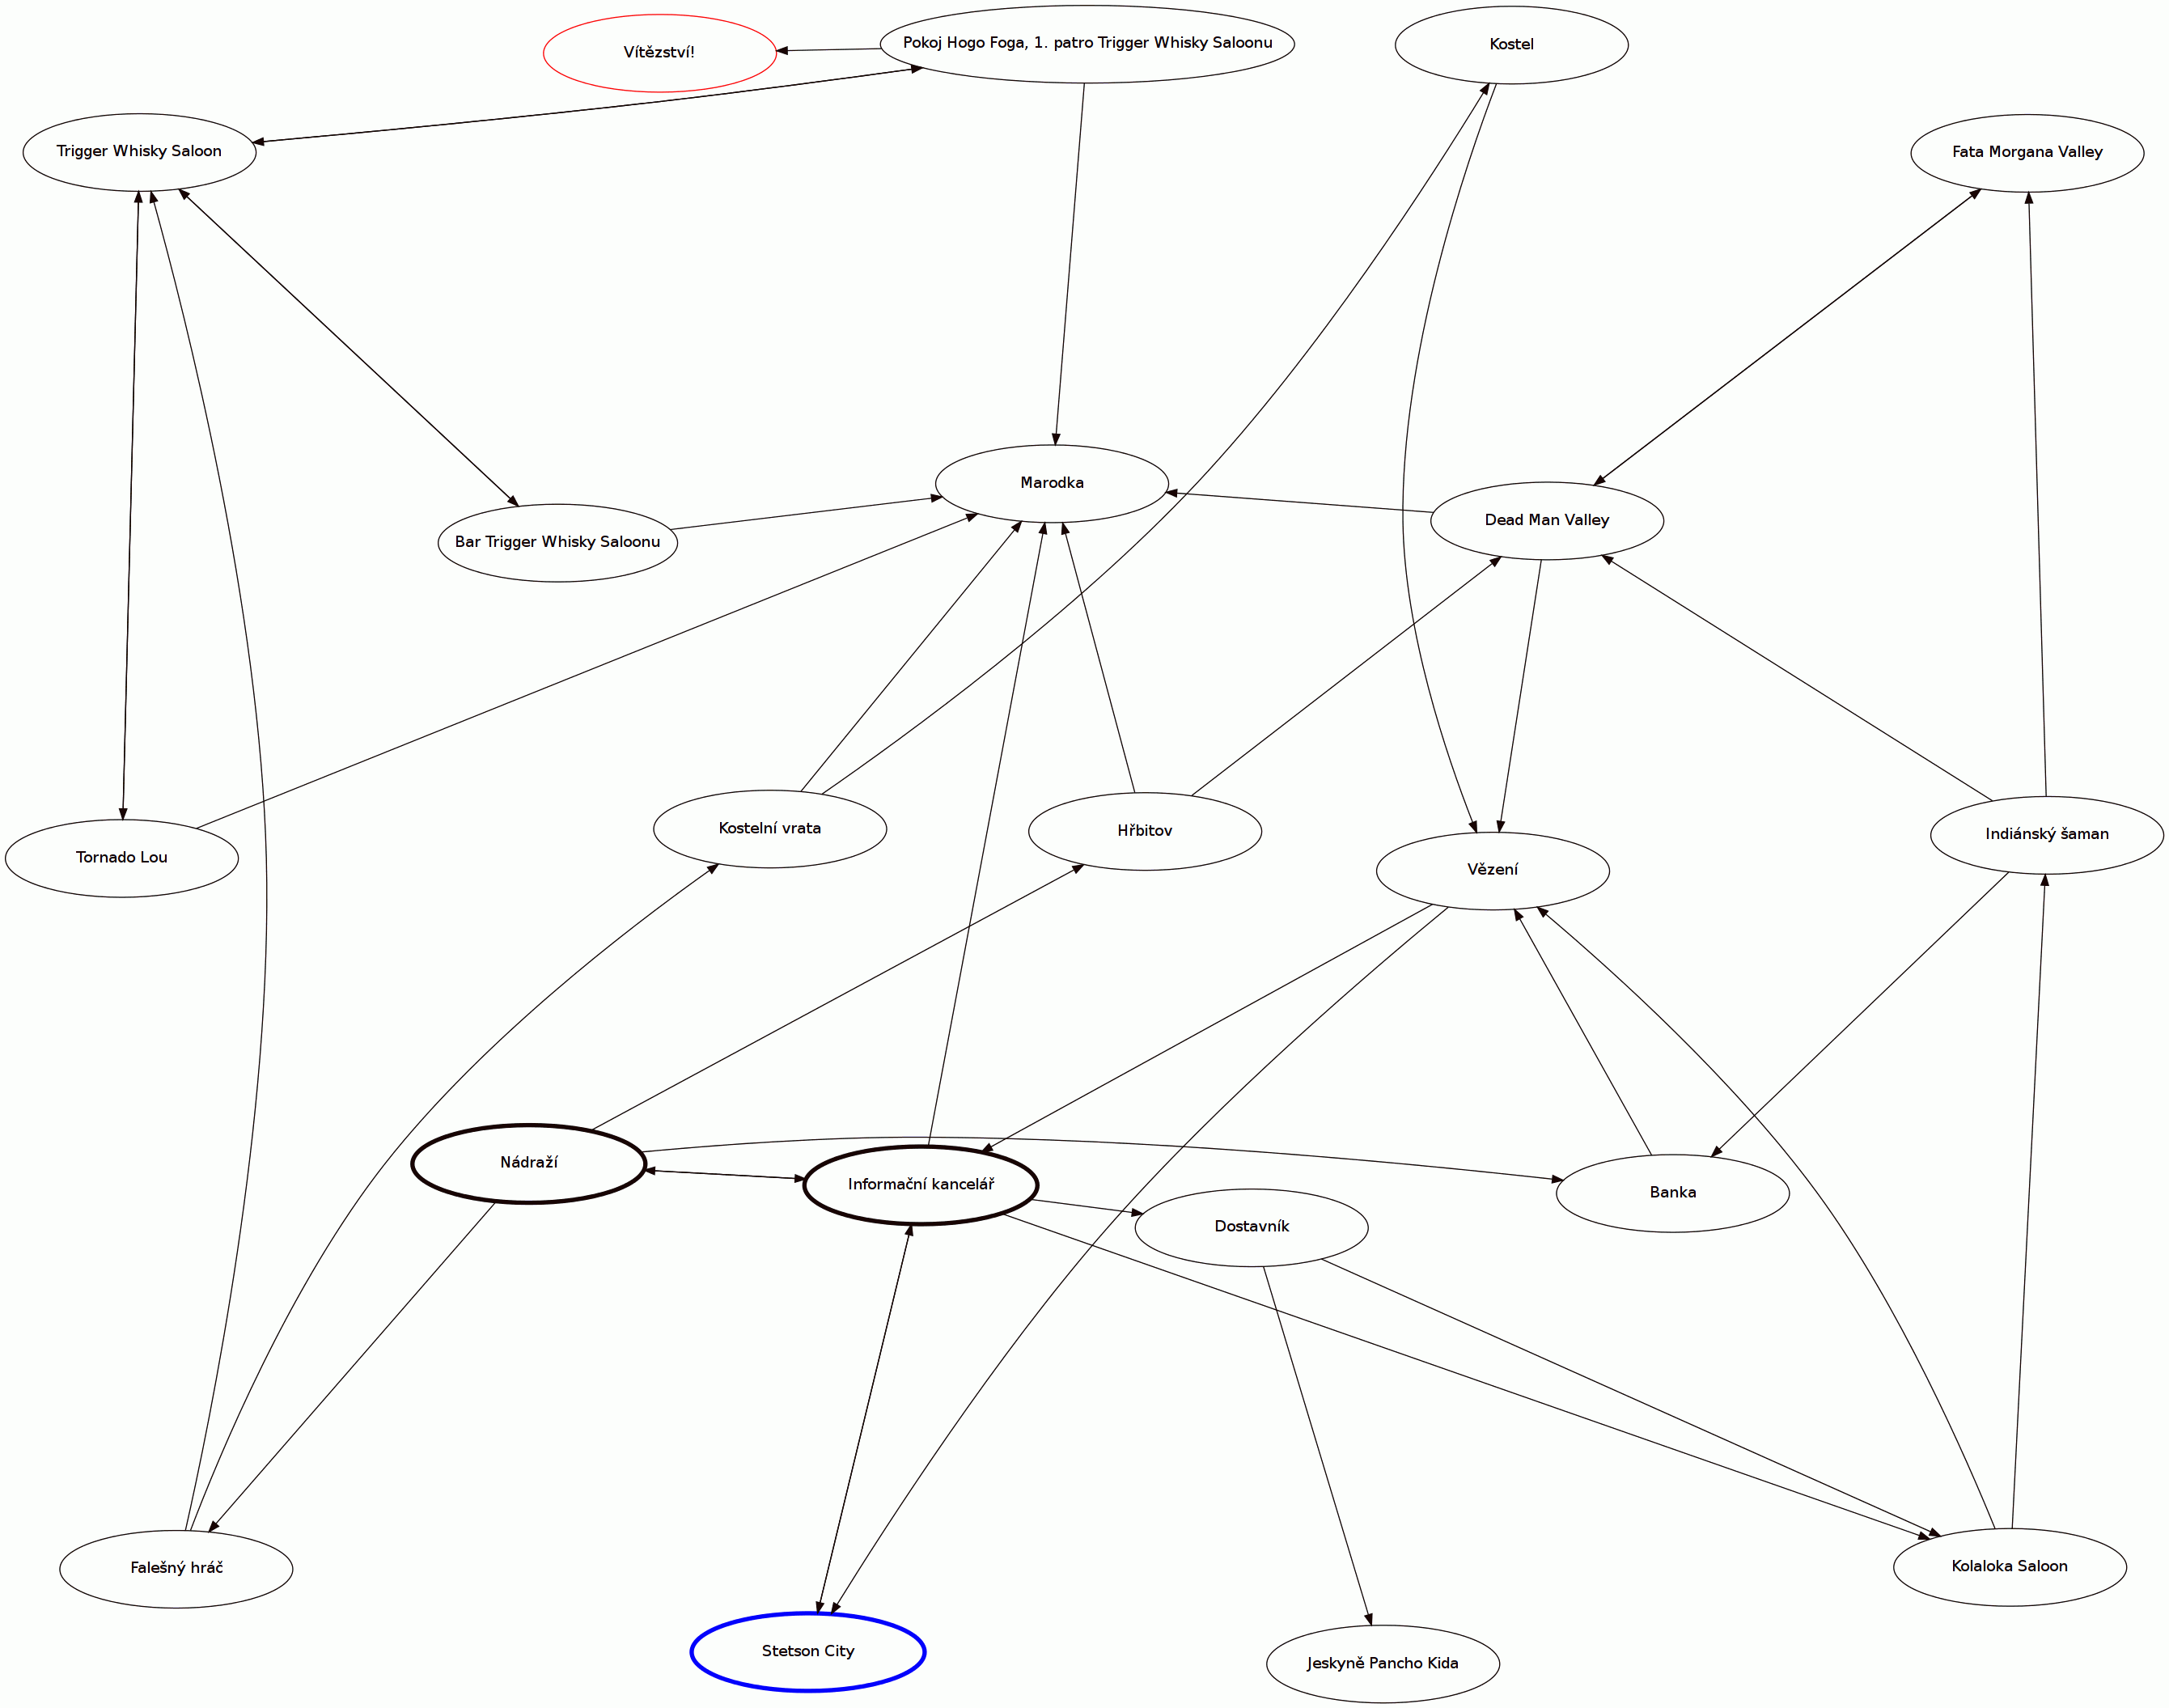 Pokoj Hogo Foga, 1. patro Trigger Whisky Saloonu
Kostel
Vítězství!
Trigger Whisky Saloon
Fata Morgana Valley
Marodka
Dead Man Valley
Bar Trigger Whisky Saloonu
Kostelní vrata
Hřbitov
Indiánský šaman
Tornado Lou
Vězení
Nádraží
Informační kancelář
Banka
Dostavník
Falešný hráč
Kolaloka Saloon
Stetson City
Jeskyně Pancho Kida